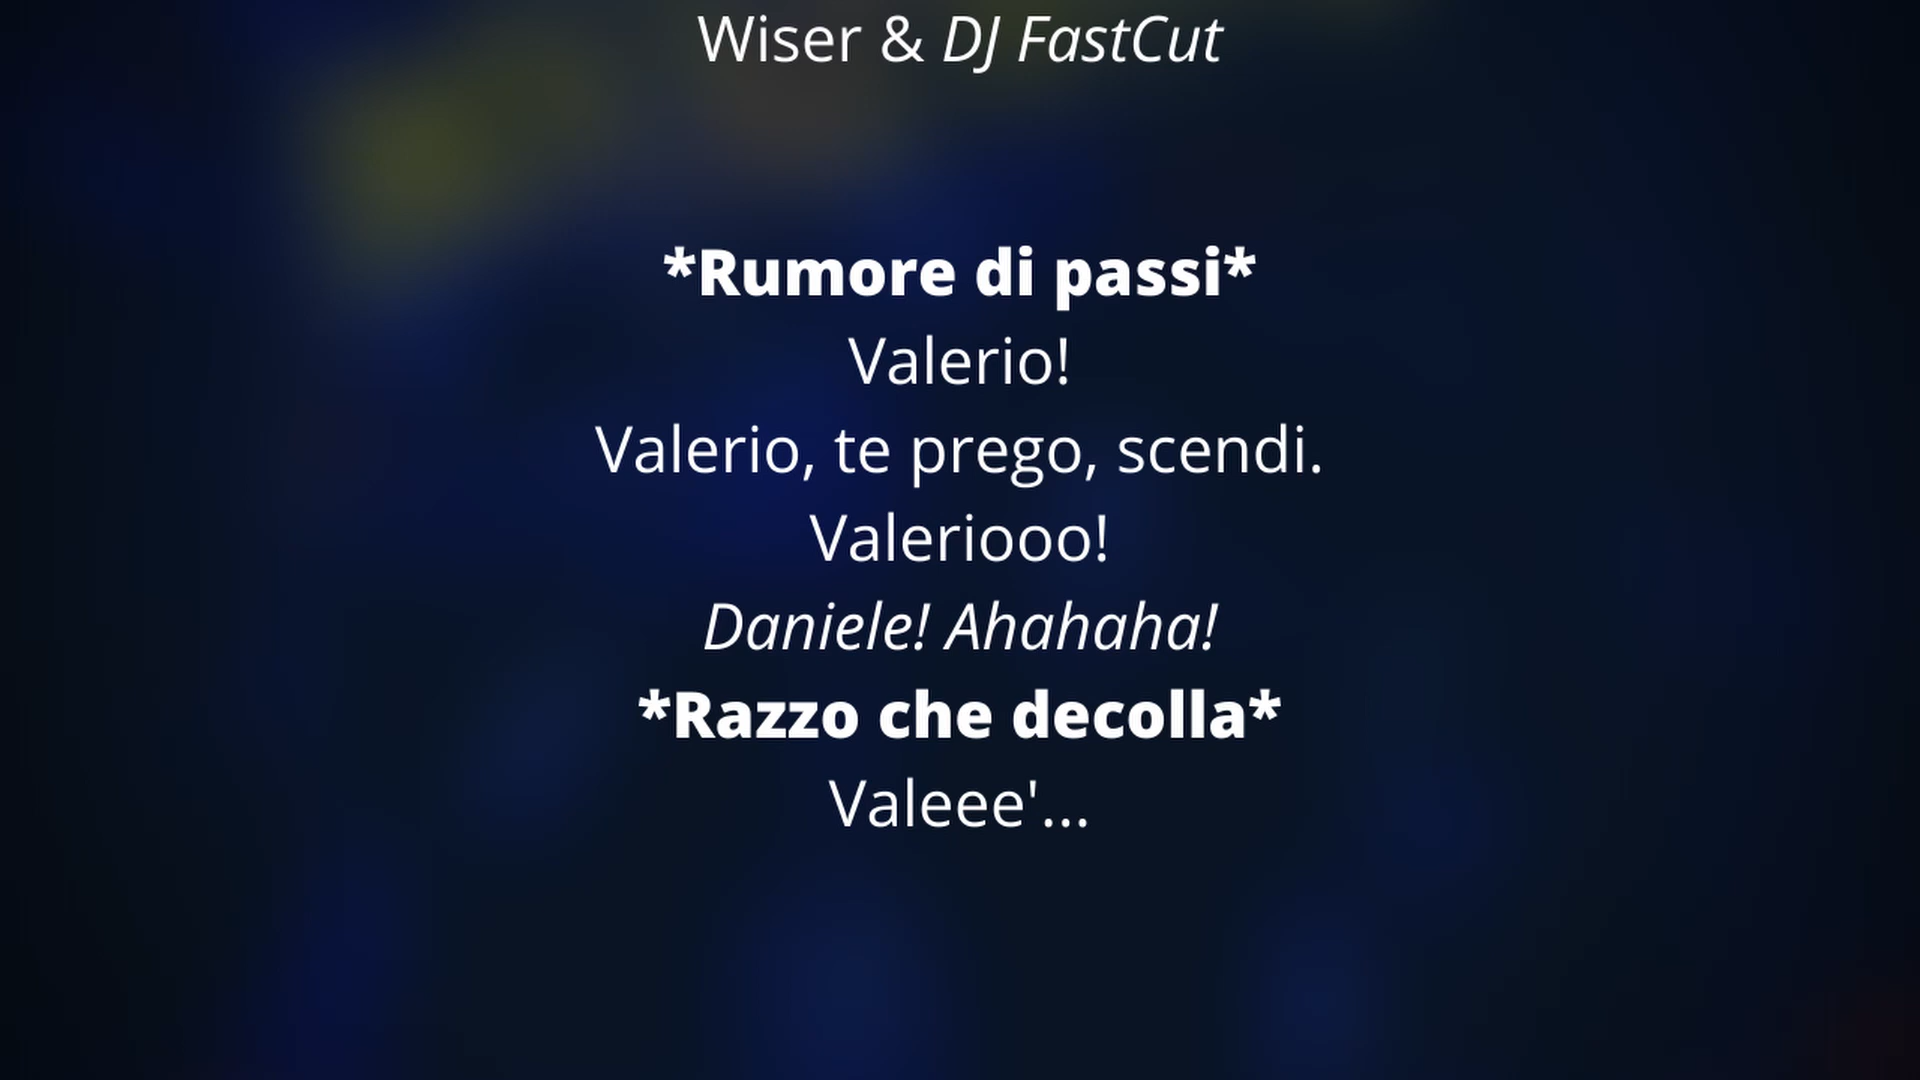 Wiser & DJ FastCut
*Rumore di passi*
Valerio!
Valerio, te prego, scendi.
Valeriooo!
Daniele! Ahahaha!
*Razzo che decolla*
Valeee'...